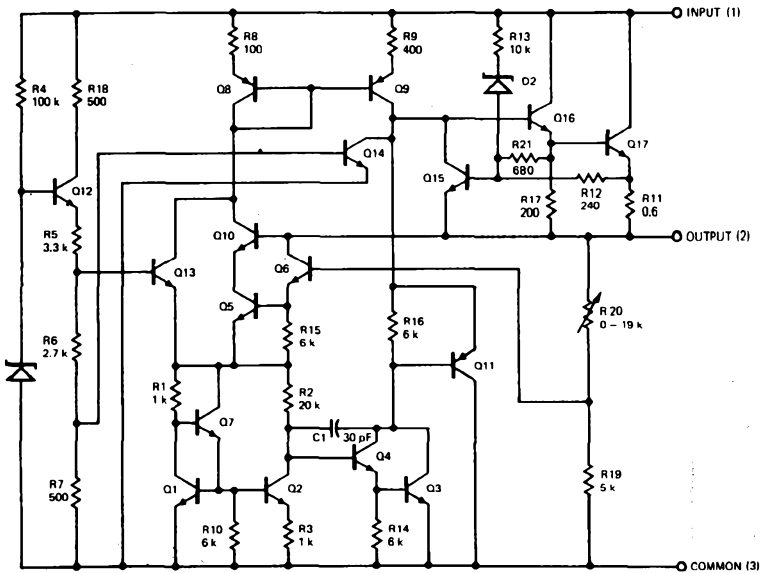 INPUT (1)
R4
100 k
R18
500
R8
100
R9
400
R13
10 k
D2
Q8
Q9
Q16
Q17
Q14
Q15
R21
680
Q12
R17
200
R12
240
R11
0.6
R5
3.3 k
Q13
Q10
Q6
OUTPUT (2)
Q5
R15
6 k
R16
6 k
R 20
0 – 19 k
R6
2.7 k
Q11
R1
1 k
R2
20 k
Q7
C1
30 pF
Q4
R7
500
Q1
Q2
Q3
R19
5 k
R10
6 k
R3
1 k
R14
6 k
COMMON (3)